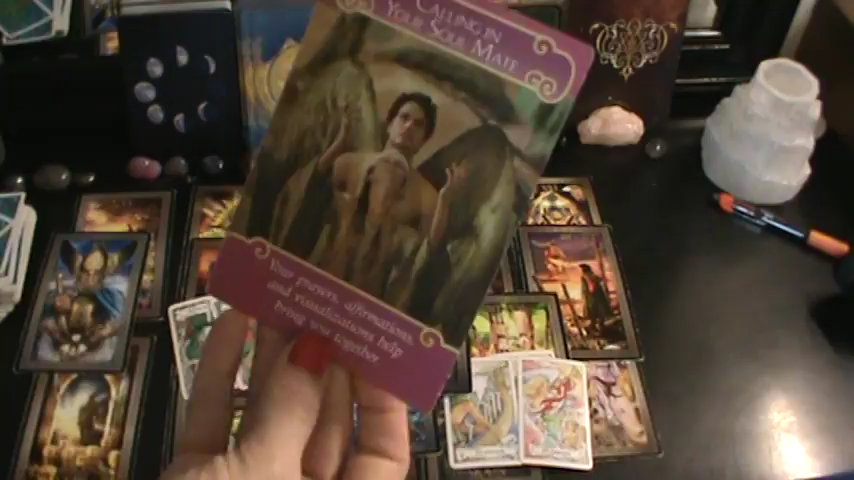 CALLING IN
YOUR SOUL MATE
Your prayers, affirmations,
and visualizations help
bring you together.